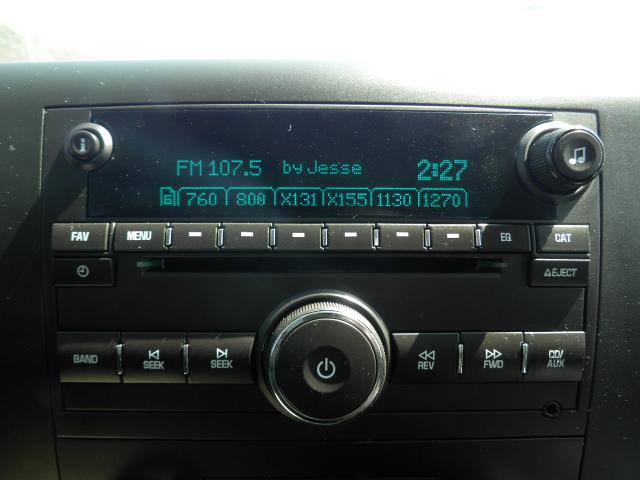 i
FM 107.5 by Jesse 2:27
6 760 800 X131 X155 1130 1270
FAV MENU EQ CAT
EJECT
BAND SEEK SEEK REV FWD CD/
AUX